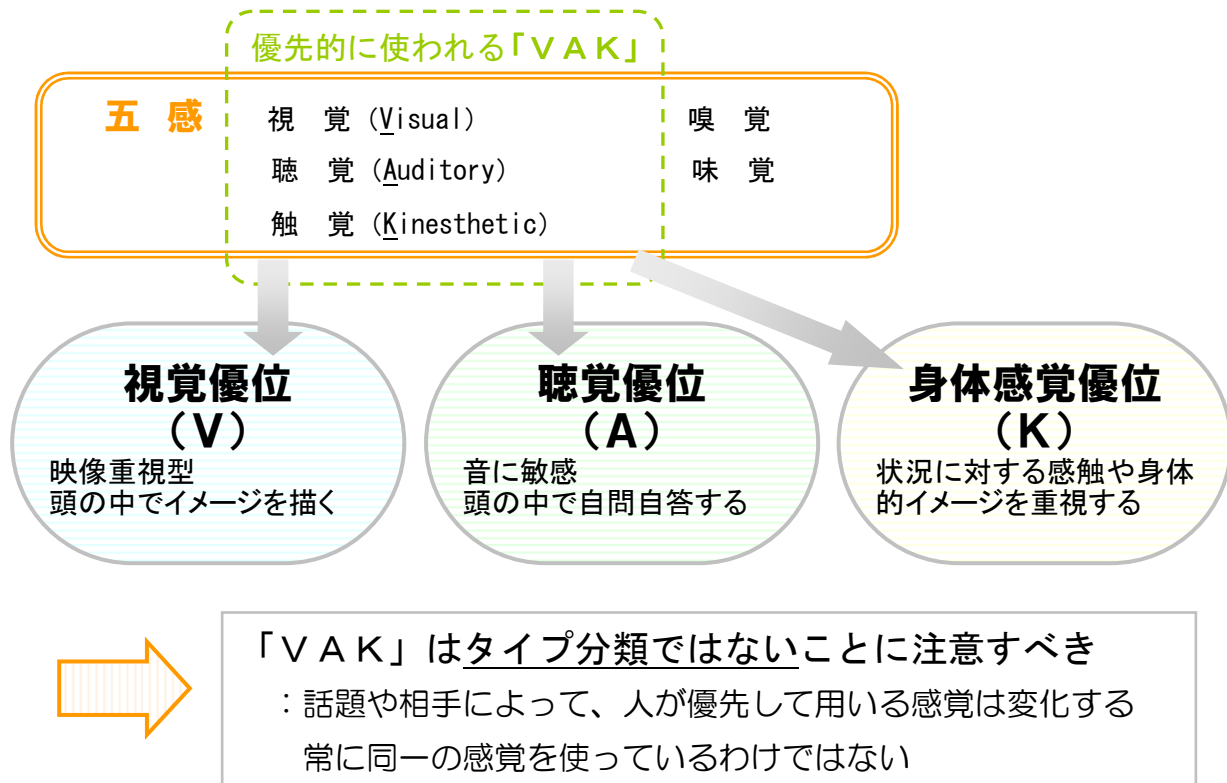 優先的に使われる「ＶＡＫ」
五 感
視　覚 (Visual)
聴　覚 (Auditory)
触　覚 (Kinesthetic)
嗅　覚
味　覚
視覚優位
（Ｖ）
映像重視型
頭の中でイメージを描く
聴覚優位
（Ａ）
音に敏感
頭の中で自問自答する
身体感覚優位
（Ｋ）
状況に対する感触や身体
的イメージを重視する
「ＶＡＫ」はタイプ分類ではないことに注意すべき
：話題や相手によって、人が優先して用いる感覚は変化する
常に同一の感覚を使っているわけではない